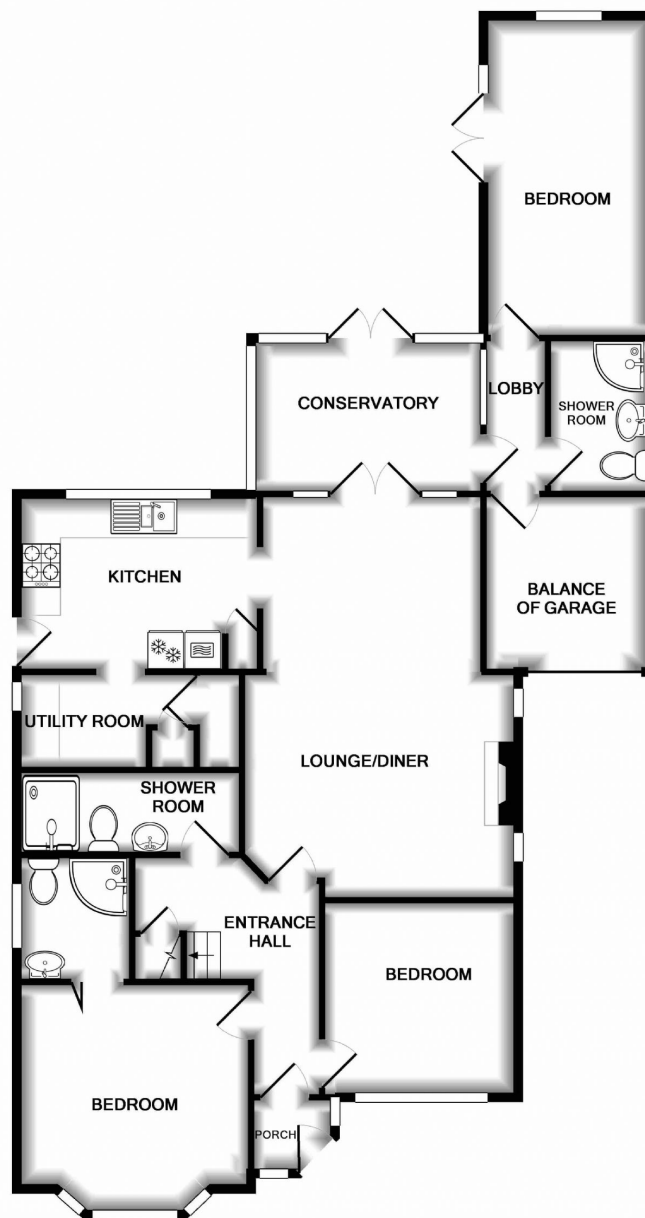 BEDROOM
LOBBY
CONSERVATORY
SHOWER
ROOM
KITCHEN
BALANCE
OF GARAGE
UTILITY ROOM
LOUNGE/DINER
SHOWER
ROOM
ENTRANCE
HALL
BEDROOM
BEDROOM
PORCH